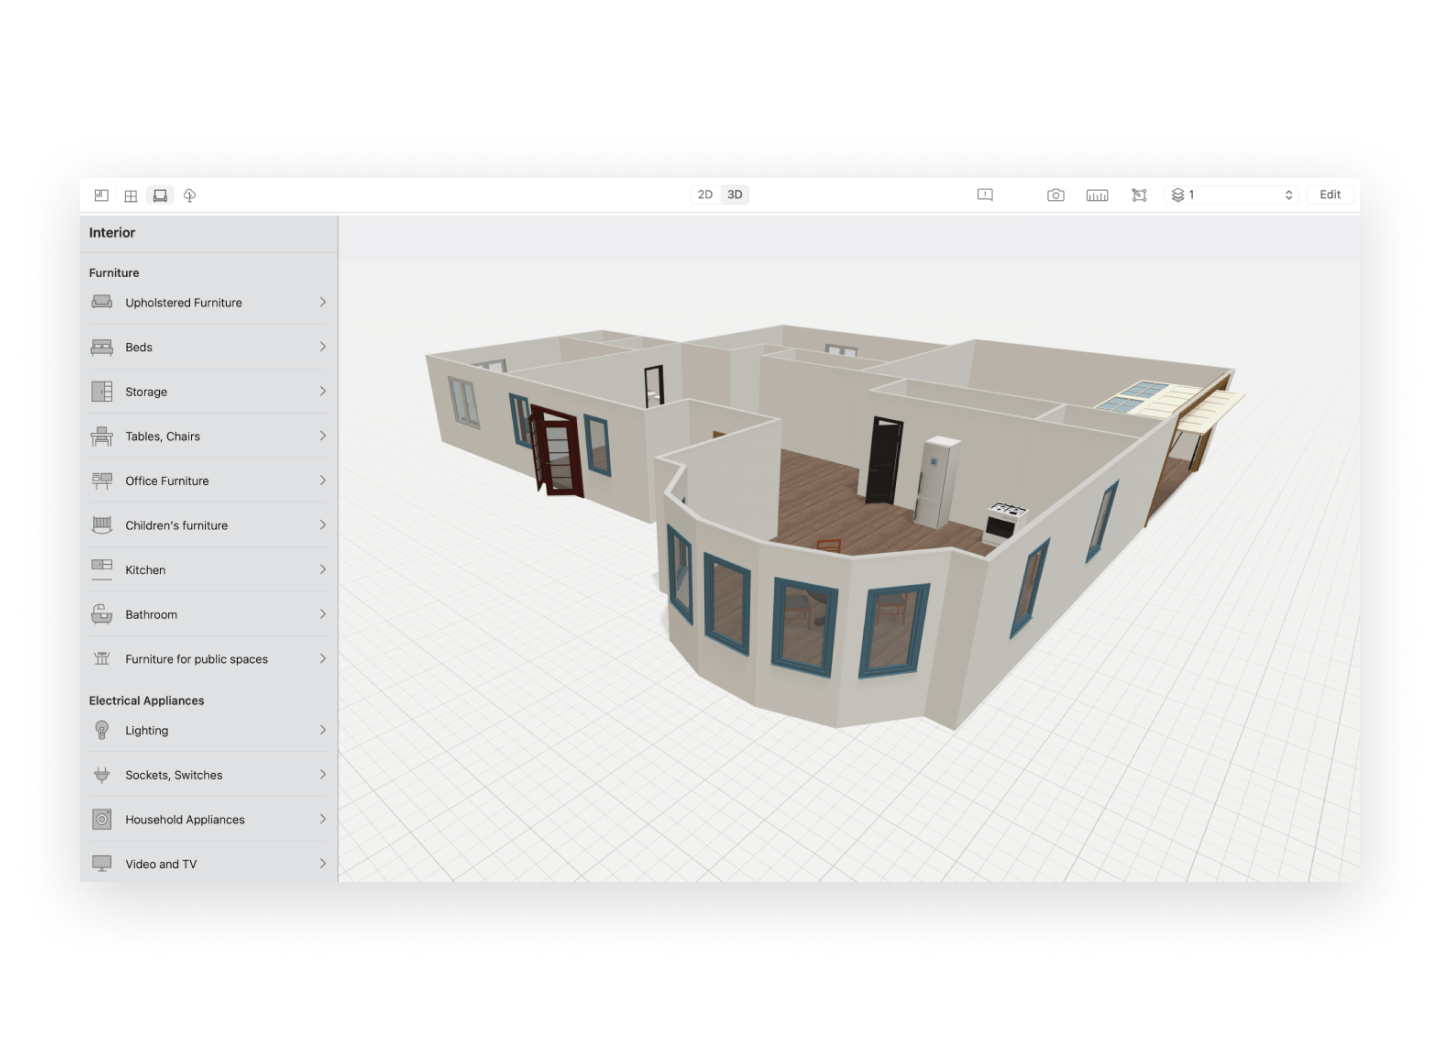 2D 3D
1
Edit
Interior
Furniture
Upholstered Furniture
Beds
Storage
Tables, Chairs
Office Furniture
Children's furniture
Kitchen
Bathroom
Furniture for public spaces
Electrical Appliances
Lighting
Sockets, Switches
Household Appliances
Video and TV